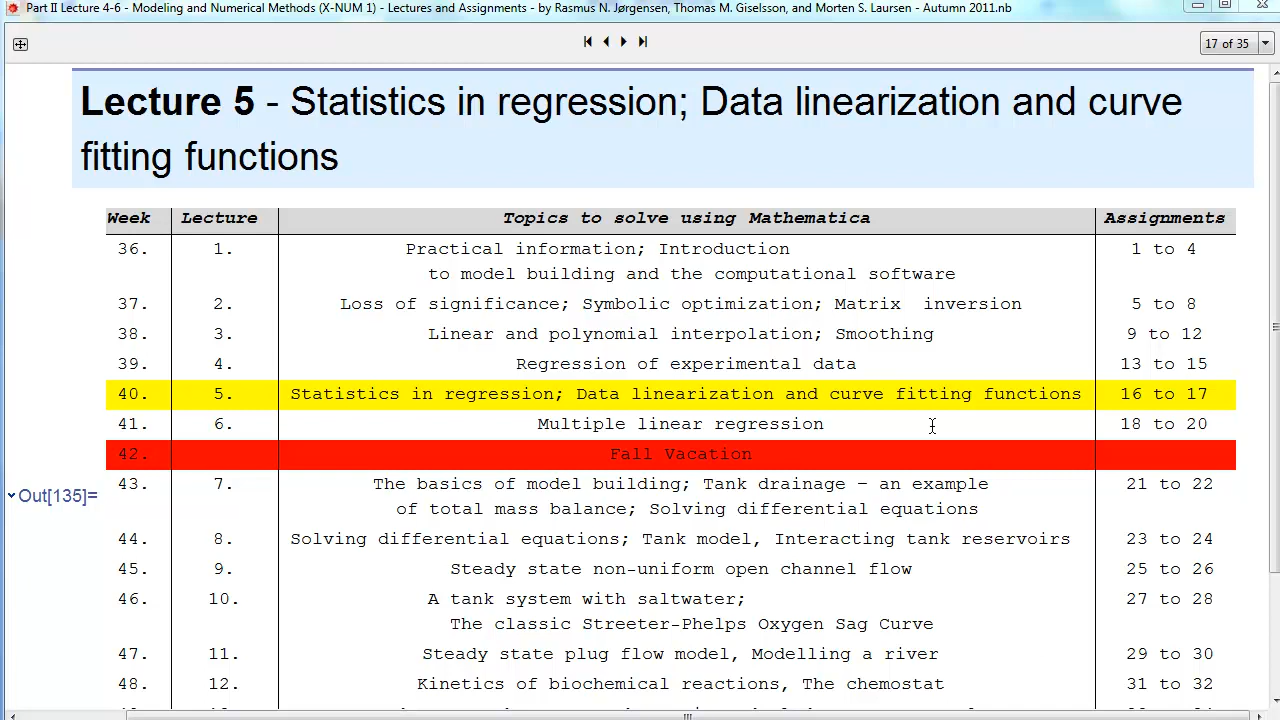 Part II Lecture 4-6 - Modeling and Numerical Methods (X-NUM 1) - Lectures and Assignments - by Rasmus N. Jørgensen, Thomas M. Giselsson, and Morten S. Laursen - Autumn 2011.nb
17 of 35
Lecture 5 - Statistics in regression; Data linearization and curve
fitting functions
Week Lecture Topics to solve using Mathematica Assignments
36. 1. Practical information; Introduction 1 to 4
to model building and the computational software
37. 2. Loss of significance; Symbolic optimization; Matrix inversion 5 to 8
38. 3. Linear and polynomial interpolation; Smoothing 9 to 12
39. 4. Regression of experimental data 13 to 15
40. 5. Statistics in regression; Data linearization and curve fitting functions 16 to 17
41. 6. Multiple linear regression 18 to 20
42. Fall Vacation
Out[135]=
43. 7. The basics of model building; Tank drainage - an example 21 to 22
of total mass balance; Solving differential equations
44. 8. Solving differential equations; Tank model, Interacting tank reservoirs 23 to 24
45. 9. Steady state non-uniform open channel flow 25 to 26
46. 10. A tank system with saltwater; 27 to 28
The classic Streeter-Phelps Oxygen Sag Curve
47. 11. Steady state plug flow model, Modelling a river 29 to 30
48. 12. Kinetics of biochemical reactions, The chemostat 31 to 32